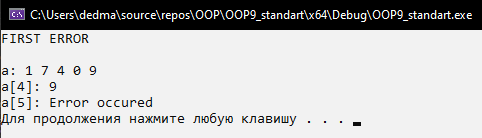 C:\Users\dedma\source\repos\OOP\OOP9_standart\x64\Debug\OOP9_standart.exe
FIRST ERROR
a: 1 7 4 0 9
a[4]: 9
a[5]: Error occured
Для продолжения нажмите любую клавишу . . .